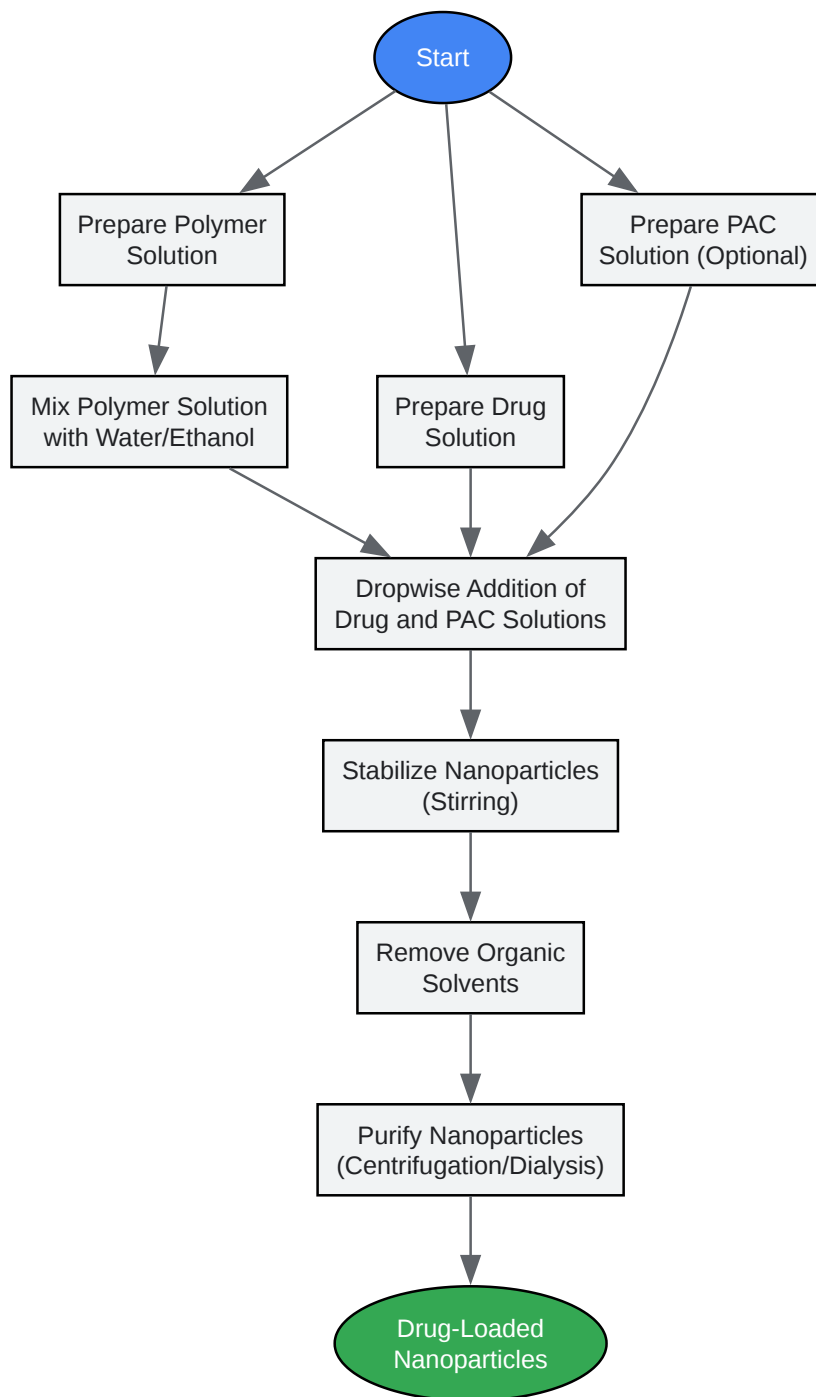 Start
Prepare Polymer
Solution
Prepare PAC
Solution (Optional)
Mix Polymer Solution
with Water/Ethanol
Prepare Drug
Solution
Dropwise Addition of
Drug and PAC Solutions
Stabilize Nanoparticles
(Stirring)
Remove Organic
Solvents
Purify Nanoparticles
(Centrifugation/Dialysis)
Drug-Loaded
Nanoparticles